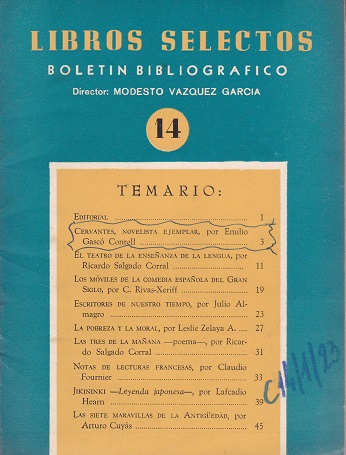 LIBROS SELECTOS
BOLETIN BIBLIOGRAFICO
Director: MODESTO VAZQUEZ GARCIA
14
TEMARIO:
EDITORIAL ........ 1
CERVANTES, NOVELISTA EJEMPLAR, por Emilio
Gascó Contell ........ 3
EL TEATRO DE LA ENSEÑANZA DE LA LENGUA, por
Ricardo Salgado Corral ........ 11
LOS MÓVILES DE LA COMEDIA ESPAÑOLA DEL GRAN
SIGLO, por C. Rivas-Xeriff ........ 19
ESCRITORES DE NUESTRO TIEMPO, por Julio Al-
magro ........ 23
LA POBREZA Y LA MORAL, por Leslie Zelaya A. .... 27
LAS TRES DE LA MAÑANA —poema—, por Ricar-
do Salgado Corral ........ 31
NOTAS DE LECTURAS FRANCESAS, por Claudio
Fournier ........ 33
JIKININKI —Leyenda japonesa—, por Lafcadio
Hearn ........ 39
LAS SIETE MARAVILLAS DE LA ANTIGÜEDAD, por
Arturo Cuyás ........ 45